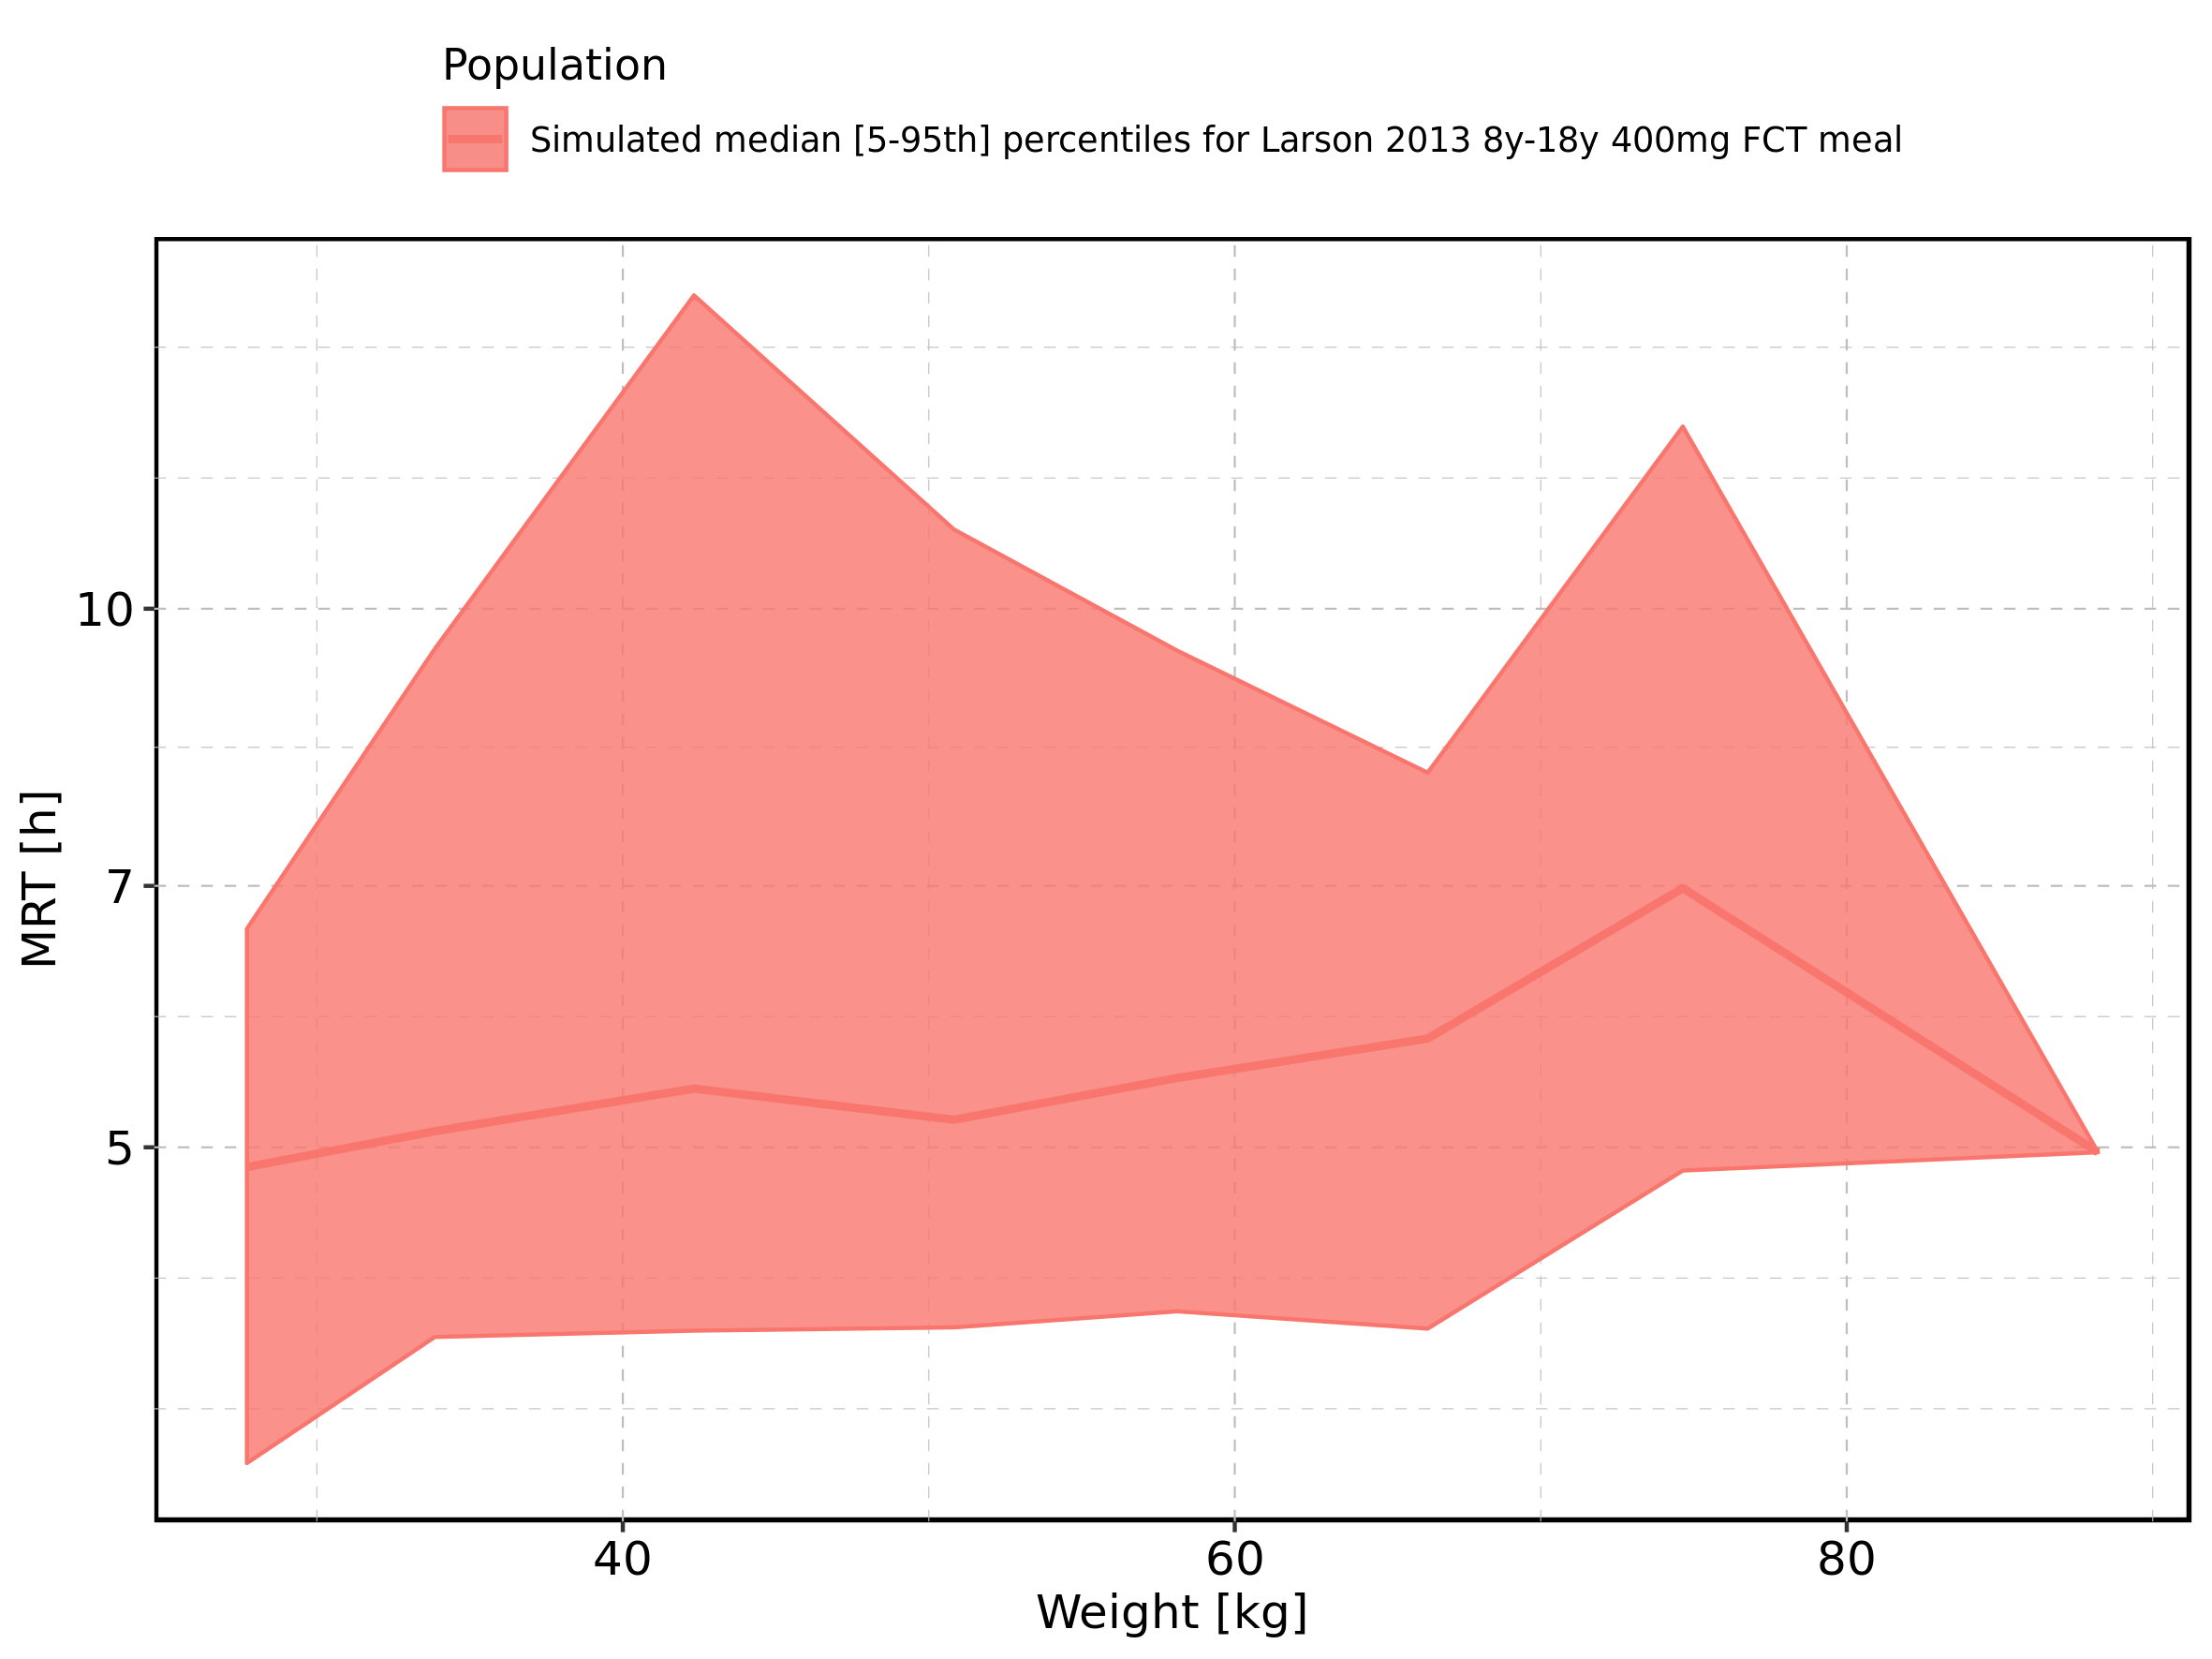 Population
Simulated median [5-95th] percentiles for Larson 2013 8y-18y 400mg FCT meal
10
7
5
MRT [h]
40 60 80
Weight [kg]